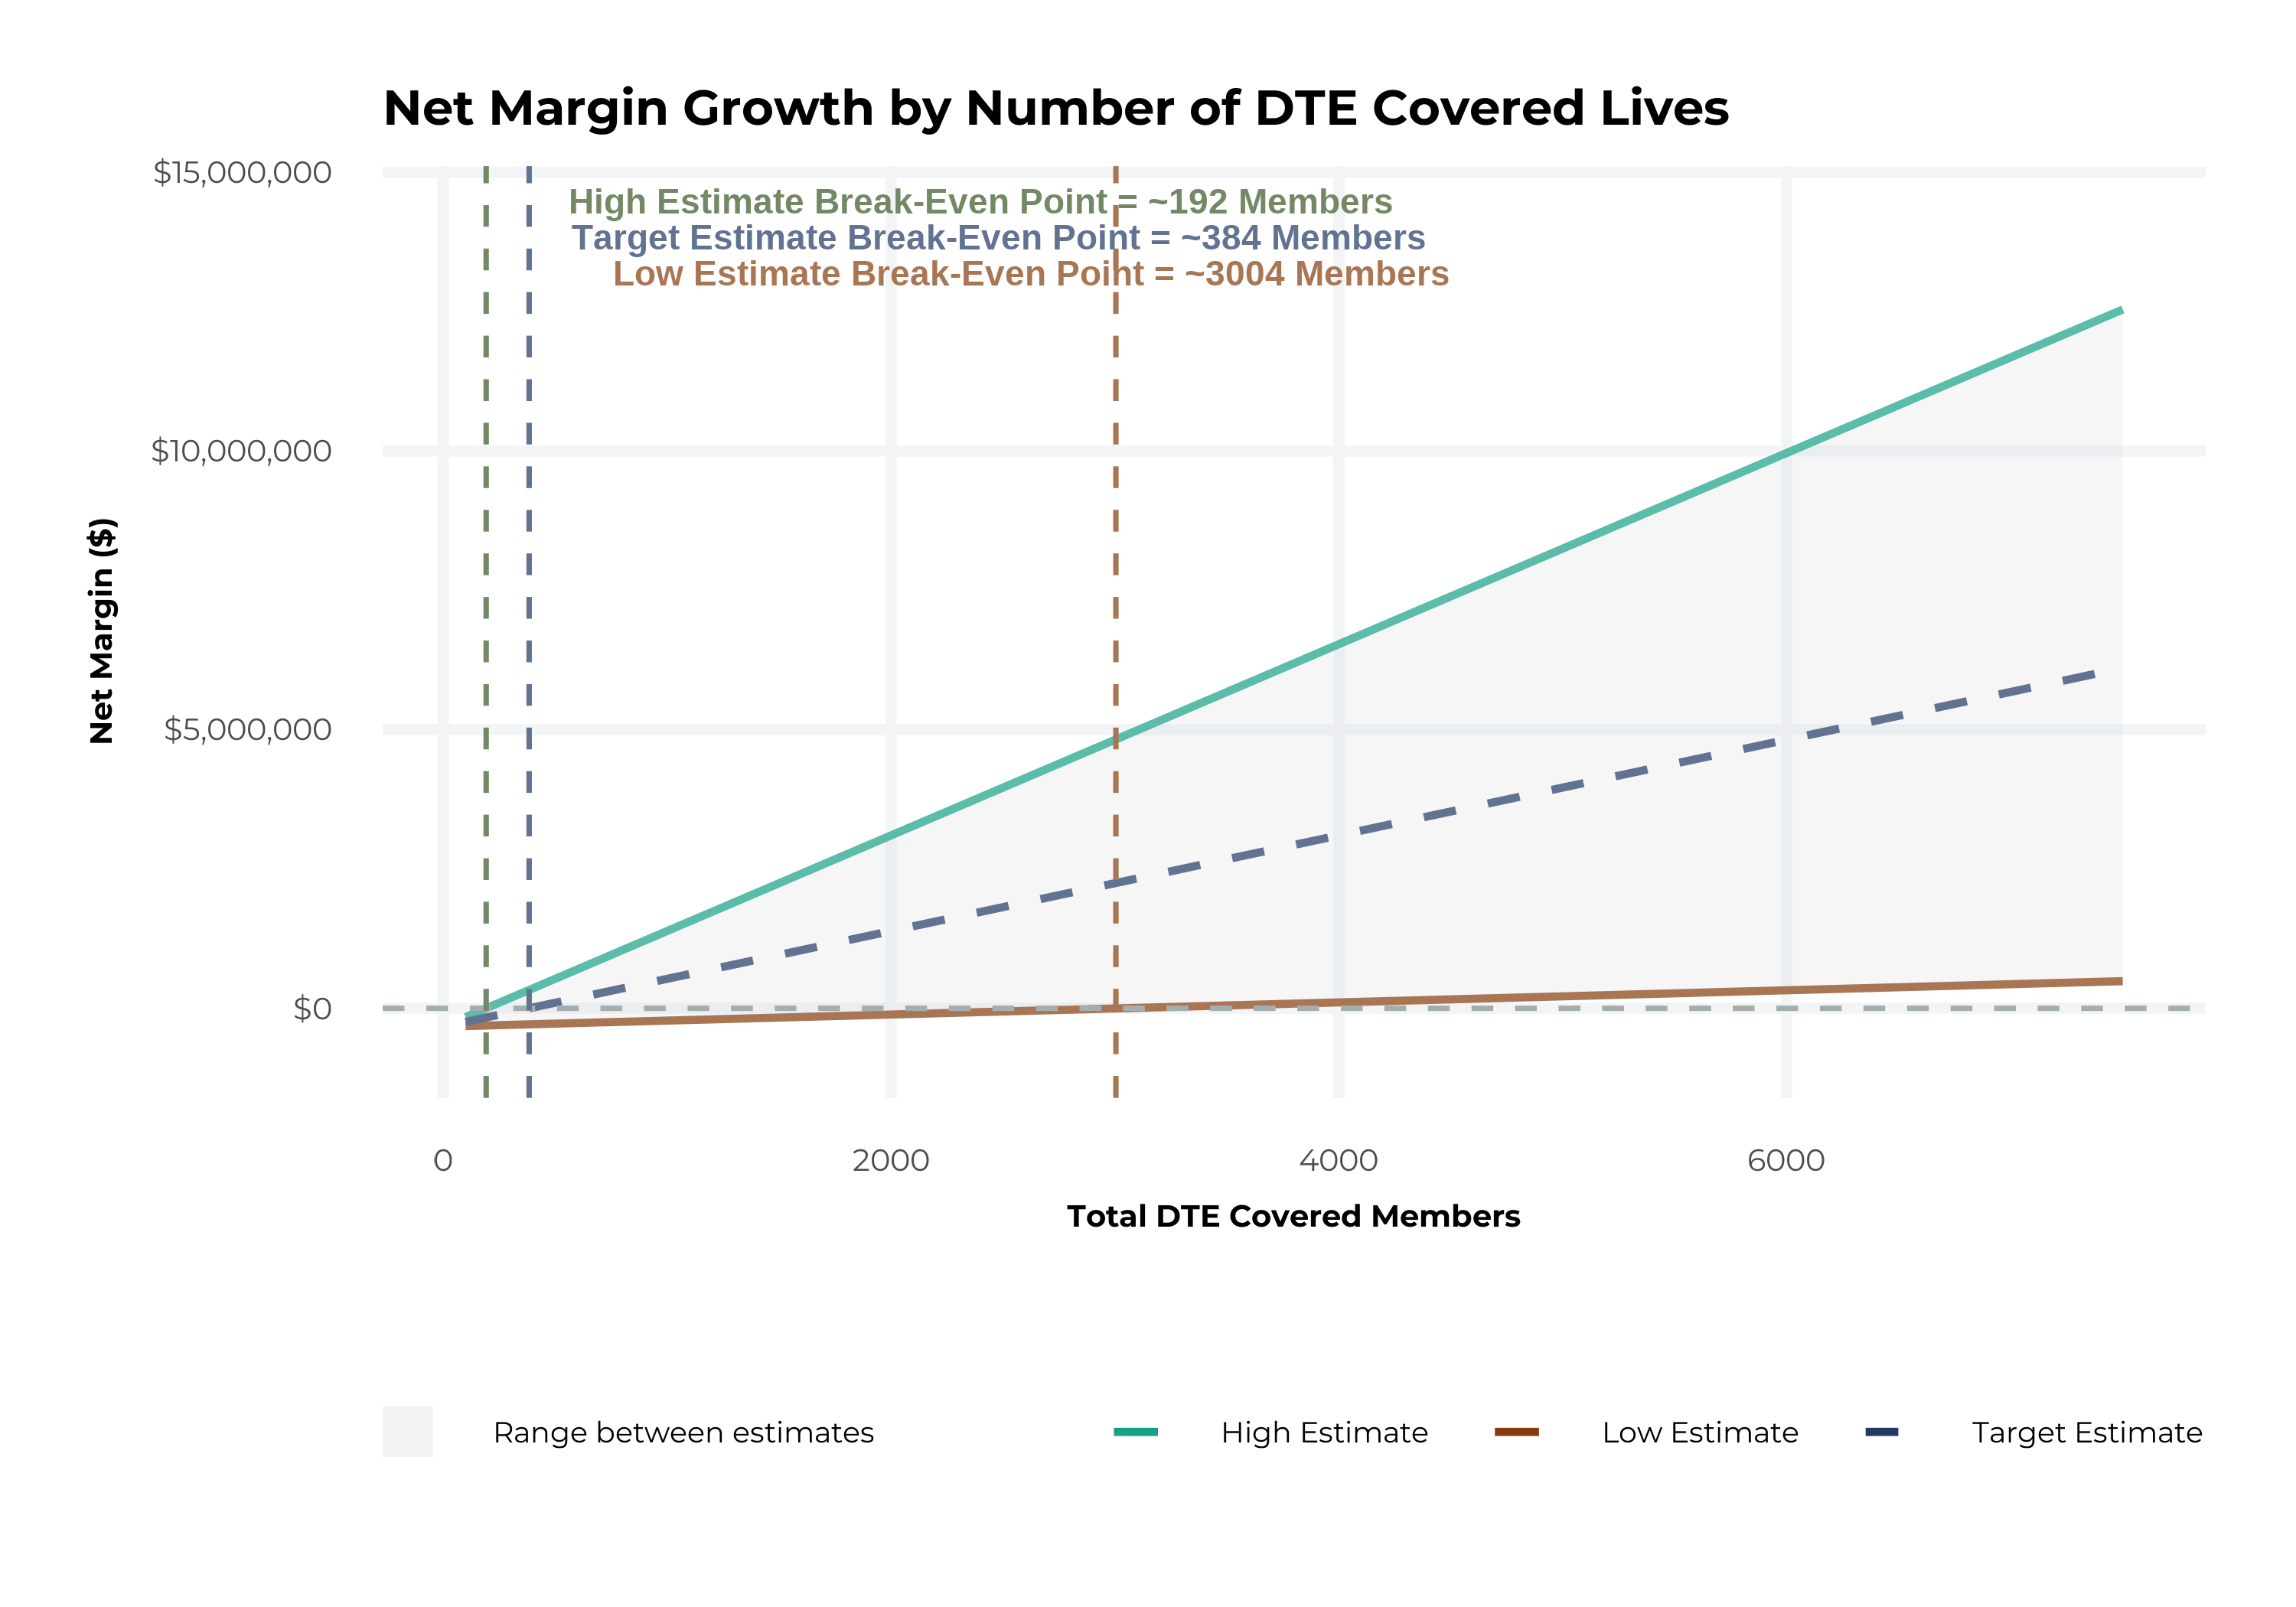 Net Margin Growth by Number of DTE Covered Lives
$15,000,000
High Estimate Break-Even Point = ~192 Members
Target Estimate Break-Even Point = ~384 Members
Low Estimate Break-Even Point = ~3004 Members
$10,000,000
Net Margin ($)
$5,000,000
$0
0 2000 4000 6000
Total DTE Covered Members
Range between estimates High Estimate Low Estimate Target Estimate